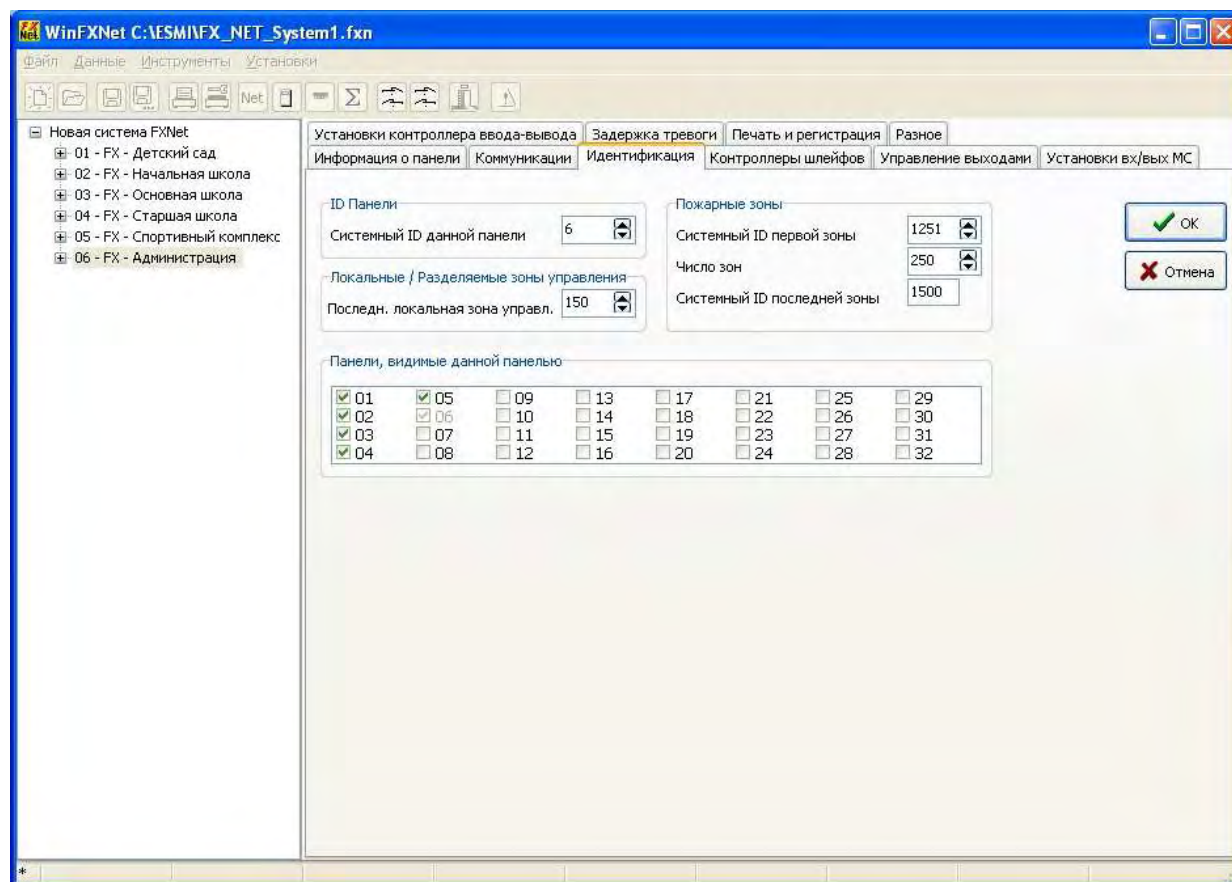 WinFXNet C:\ESMI\FX_NET_System1.fxn
Файл Данные Инструменты Установки
Net
Новая система FXNet
01 - FX - Детский сад
02 - FX - Начальная школа
03 - FX - Основная школа
04 - FX - Старшая школа
05 - FX - Спортивный комплекс
06 - FX - Администрация
Установки контроллера ввода-вывода Задержка тревоги Печать и регистрация Разное
Информация о панели Коммуникации Идентификация Контроллеры шлейфов Управление выходами Установки вх/вых МС
ID Панели
Системный ID данной панели 6
Локальные / Разделяемые зоны управления
Последн. локальная зона управл. 150
Пожарные зоны
Системный ID первой зоны 1251
Число зон 250
Системный ID последней зоны 1500
OK
Отмена
Панели, видимые данной панелью
01 05 09 13 17 21 25 29
02 06 10 14 18 22 26 30
03 07 11 15 19 23 27 31
04 08 12 16 20 24 28 32
*